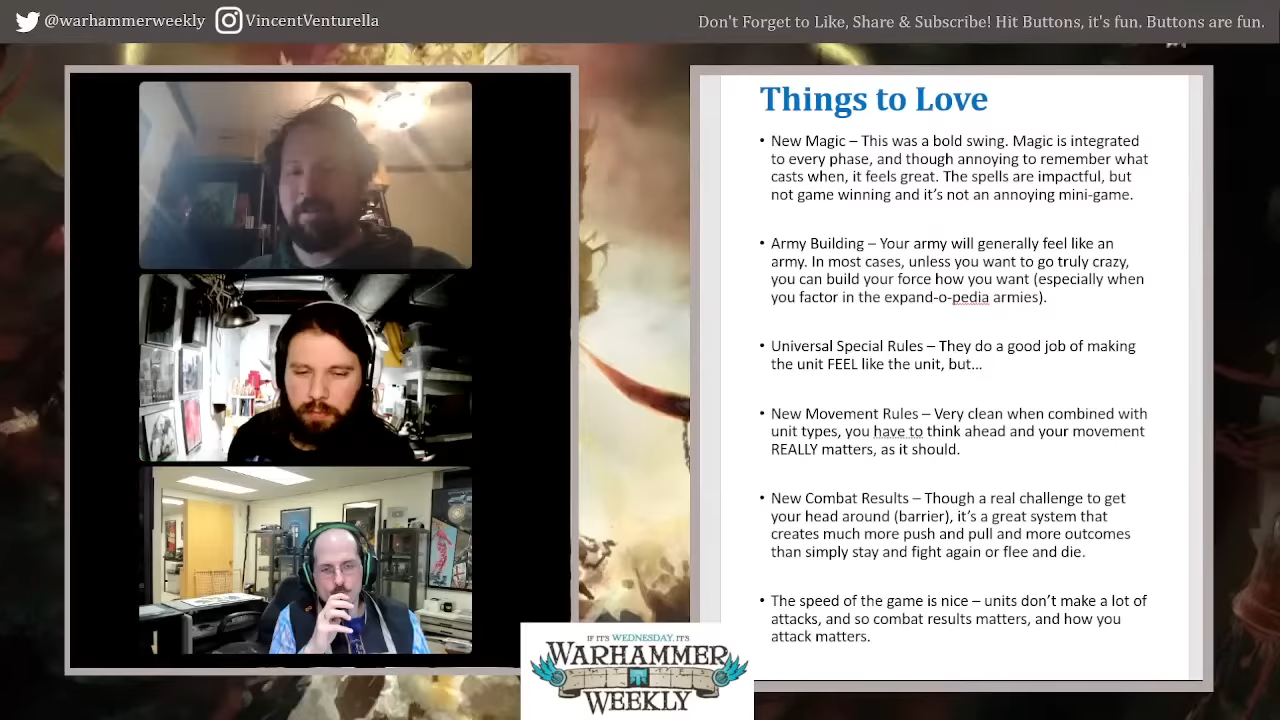 @warhammerweekly VincentVenturella
Don't Forget to Like, Share & Subscribe! Hit Buttons, it's fun. Buttons are fun.
Things to Love
• New Magic – This was a bold swing. Magic is integrated
to every phase, and though annoying to remember what
casts when, it feels great. The spells are impactful, but
not game winning and it's not an annoying mini-game.
• Army Building – Your army will generally feel like an
army. In most cases, unless you want to go truly crazy,
you can build your force how you want (especially when
you factor in the expand-o-pedia armies).
• Universal Special Rules – They do a good job of making
the unit FEEL like the unit, but...
• New Movement Rules – Very clean when combined with
unit types, you have to think ahead and your movement
REALLY matters, as it should.
• New Combat Results – Though a real challenge to get
your head around (barrier), it's a great system that
creates much more push and pull and more outcomes
than simply stay and fight again or flee and die.
• The speed of the game is nice – units don't make a lot of
attacks, and so combat results matters, and how you
attack matters.
IF IT'S WEDNESDAY, IT'S
WARHAMMER
WEEKLY